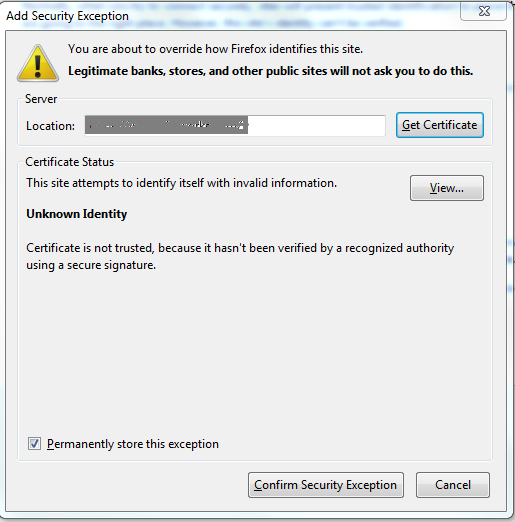 Add Security Exception
You are about to override how Firefox identifies this site.
Legitimate banks, stores, and other public sites will not ask you to do this.
Server
Location:
Get Certificate
Certificate Status
This site attempts to identify itself with invalid information.
View...
Unknown Identity
Certificate is not trusted, because it hasn't been verified by a recognized authority
using a secure signature.
Permanently store this exception
Confirm Security Exception
Cancel